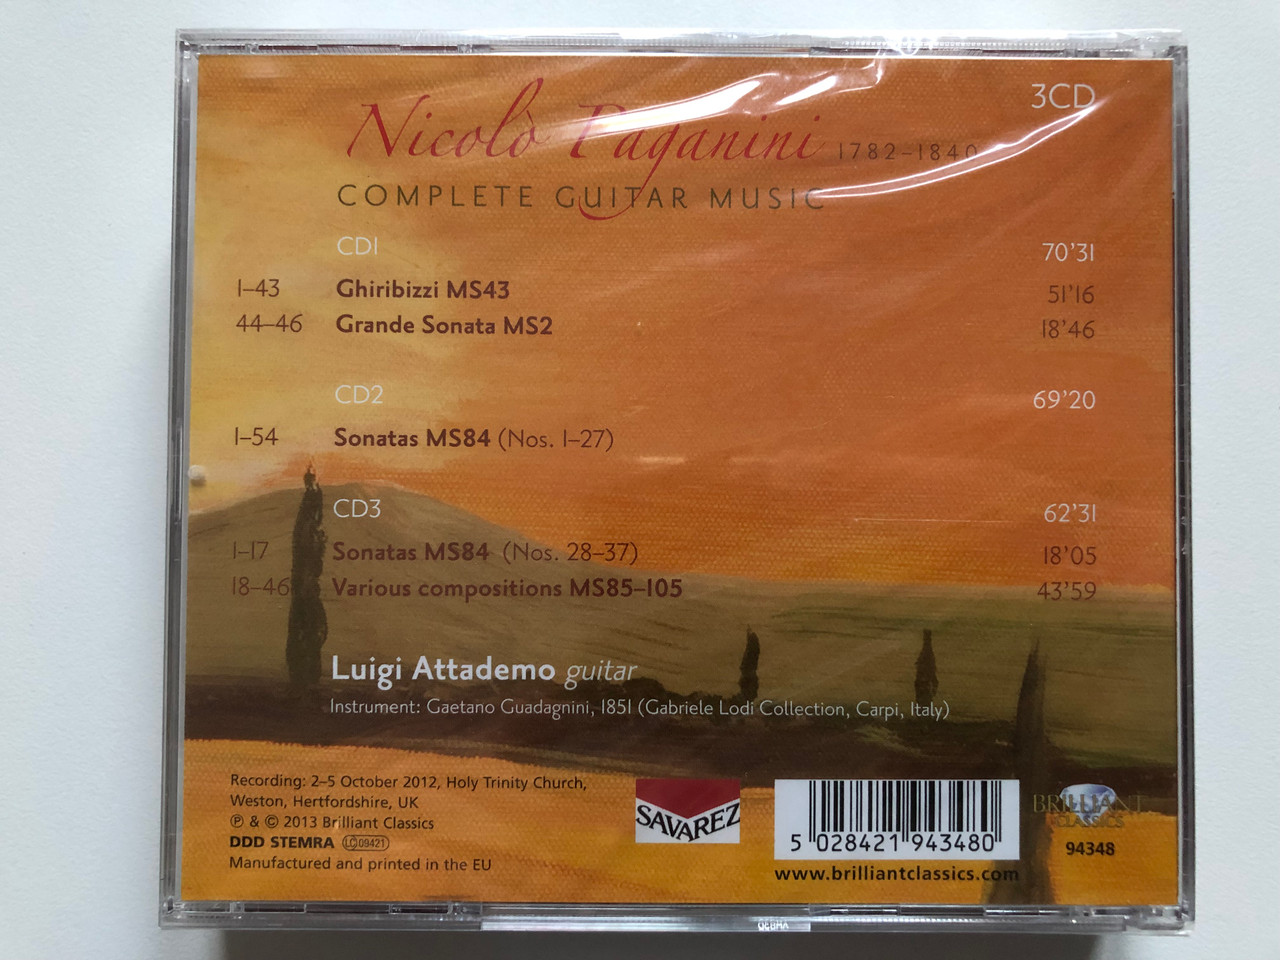 3CD
Nicolò Paganini 1782–1840
COMPLETE GUITAR MUSIC
CD1 70'31
1–43 Ghiribizzi MS43 51'16
44–46 Grande Sonata MS2 18'46
CD2 69'20
1–54 Sonatas MS84 (Nos. 1–27)
CD3 62'31
1–17 Sonatas MS84 (Nos. 28–37) 18'05
18–46 Various compositions MS85–105 43'59
Luigi Attademo guitar
Instrument: Gaetano Guadagnini, 1851 (Gabriele Lodi Collection, Carpi, Italy)
Recording: 2–5 October 2012, Holy Trinity Church,
Weston, Hertfordshire, UK
℗ & © 2013 Brilliant Classics
DDD STEMRA LC 09421
Manufactured and printed in the EU
SAVAREZ
5 028421 943480
www.brilliantclassics.com
BRILLIANT
CLASSICS
94348